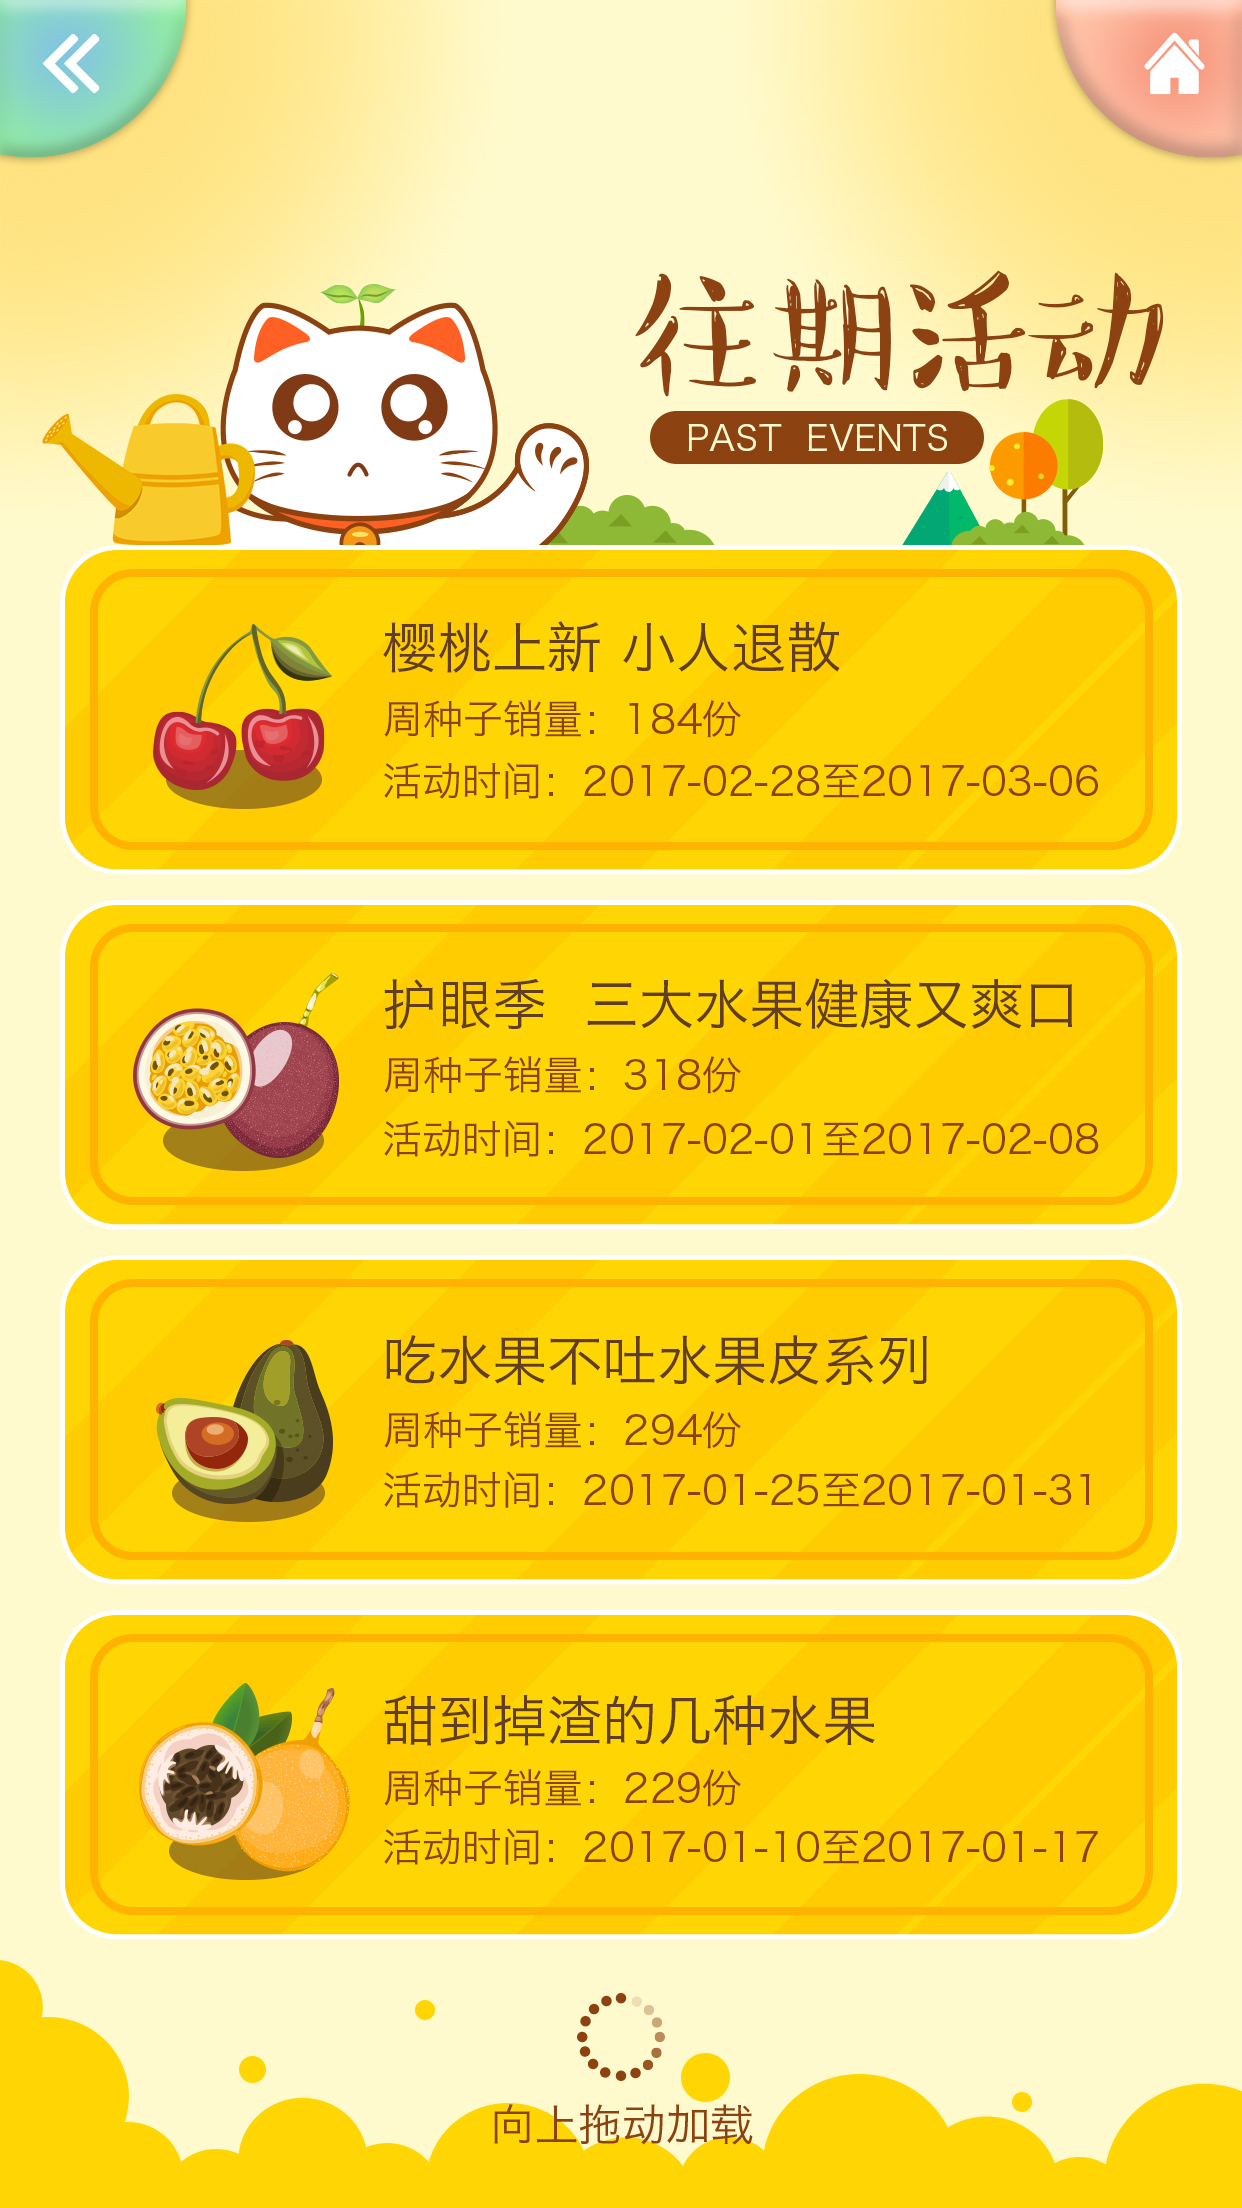 往期活动
PAST EVENTS
樱桃上新 小人退散
周种子销量：184份
活动时间：2017-02-28至2017-03-06
护眼季 三大水果健康又爽口
周种子销量：318份
活动时间：2017-02-01至2017-02-08
吃水果不吐水果皮系列
周种子销量：294份
活动时间：2017-01-25至2017-01-31
甜到掉渣的几种水果
周种子销量：229份
活动时间：2017-01-10至2017-01-17
向上拖动加载